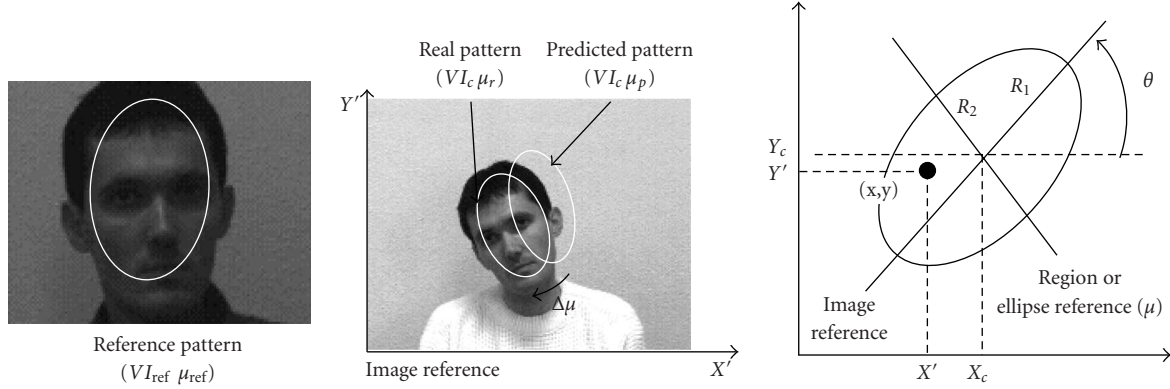 Reference pattern
(VI_ref μ_ref)
Real pattern
(VI_c μ_r)
Predicted pattern
(VI_c μ_p)
Y′
Δμ
Image reference
X′
θ
R_1
R_2
Y_c
Y′
(x,y)
Image
reference
Region or
ellipse reference (μ)
X′
X_c